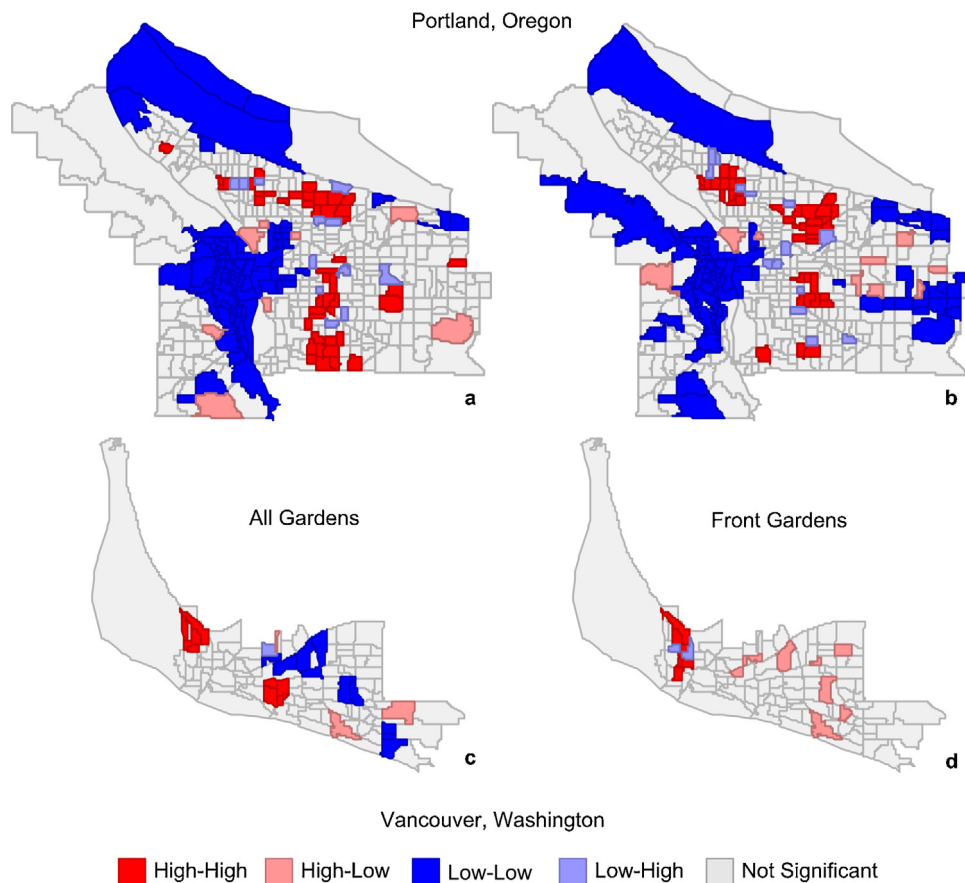 Portland, Oregon
a
b
All Gardens
Front Gardens
c
d
Vancouver, Washington
High-High
High-Low
Low-Low
Low-High
Not Significant